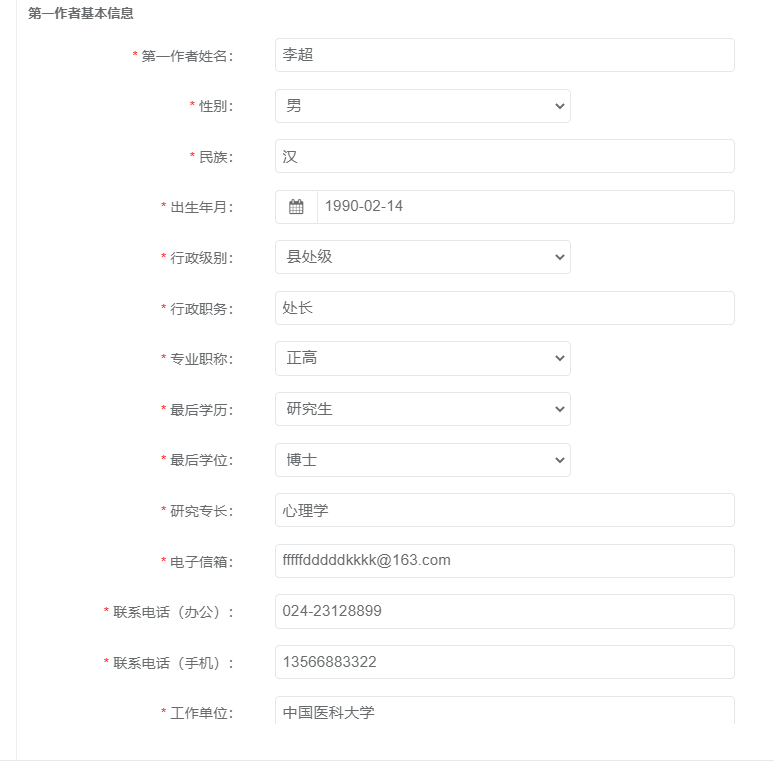 第一作者基本信息
* 第一作者姓名： 李超
* 性别： 男
* 民族： 汉
* 出生年月： 1990-02-14
* 行政级别： 县处级
* 行政职务： 处长
* 专业职称： 正高
* 最后学历： 研究生
* 最后学位： 博士
* 研究专长： 心理学
* 电子信箱： fffffdddddkkkk@163.com
* 联系电话（办公）： 024-23128899
* 联系电话（手机）： 13566883322
* 工作单位： 中国医科大学